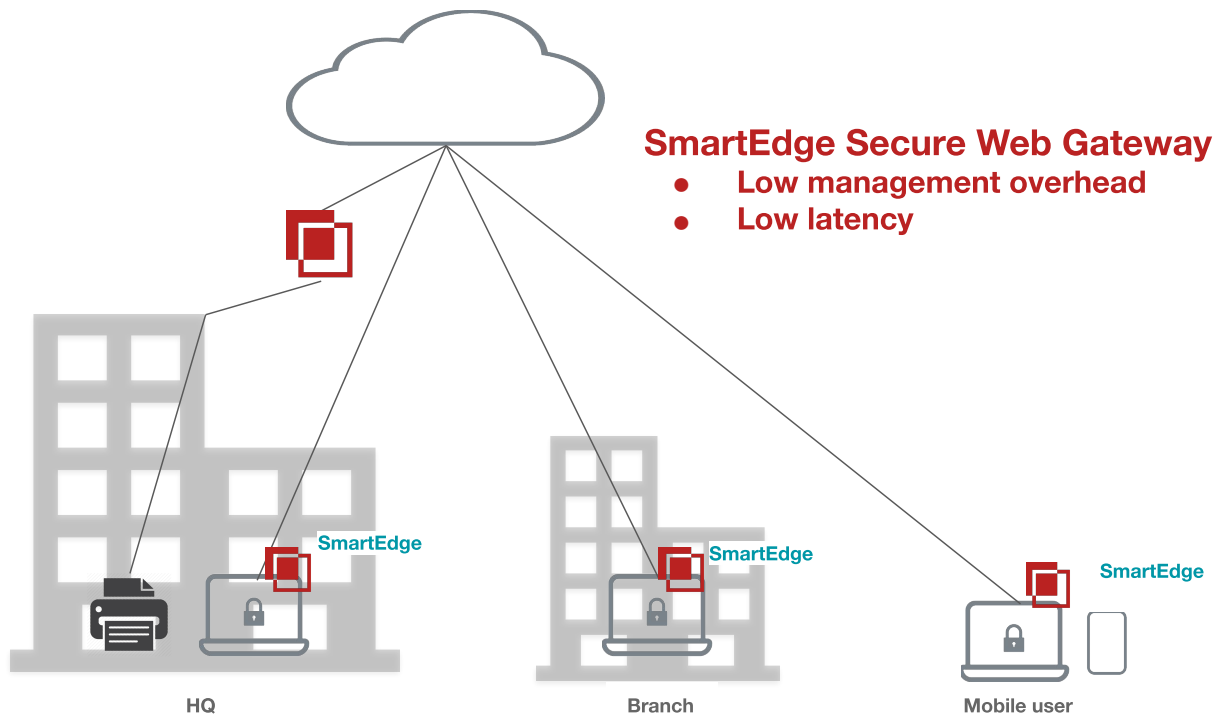 SmartEdge Secure Web Gateway
● Low management overhead
● Low latency
SmartEdge
SmartEdge
SmartEdge
HQ
Branch
Mobile user